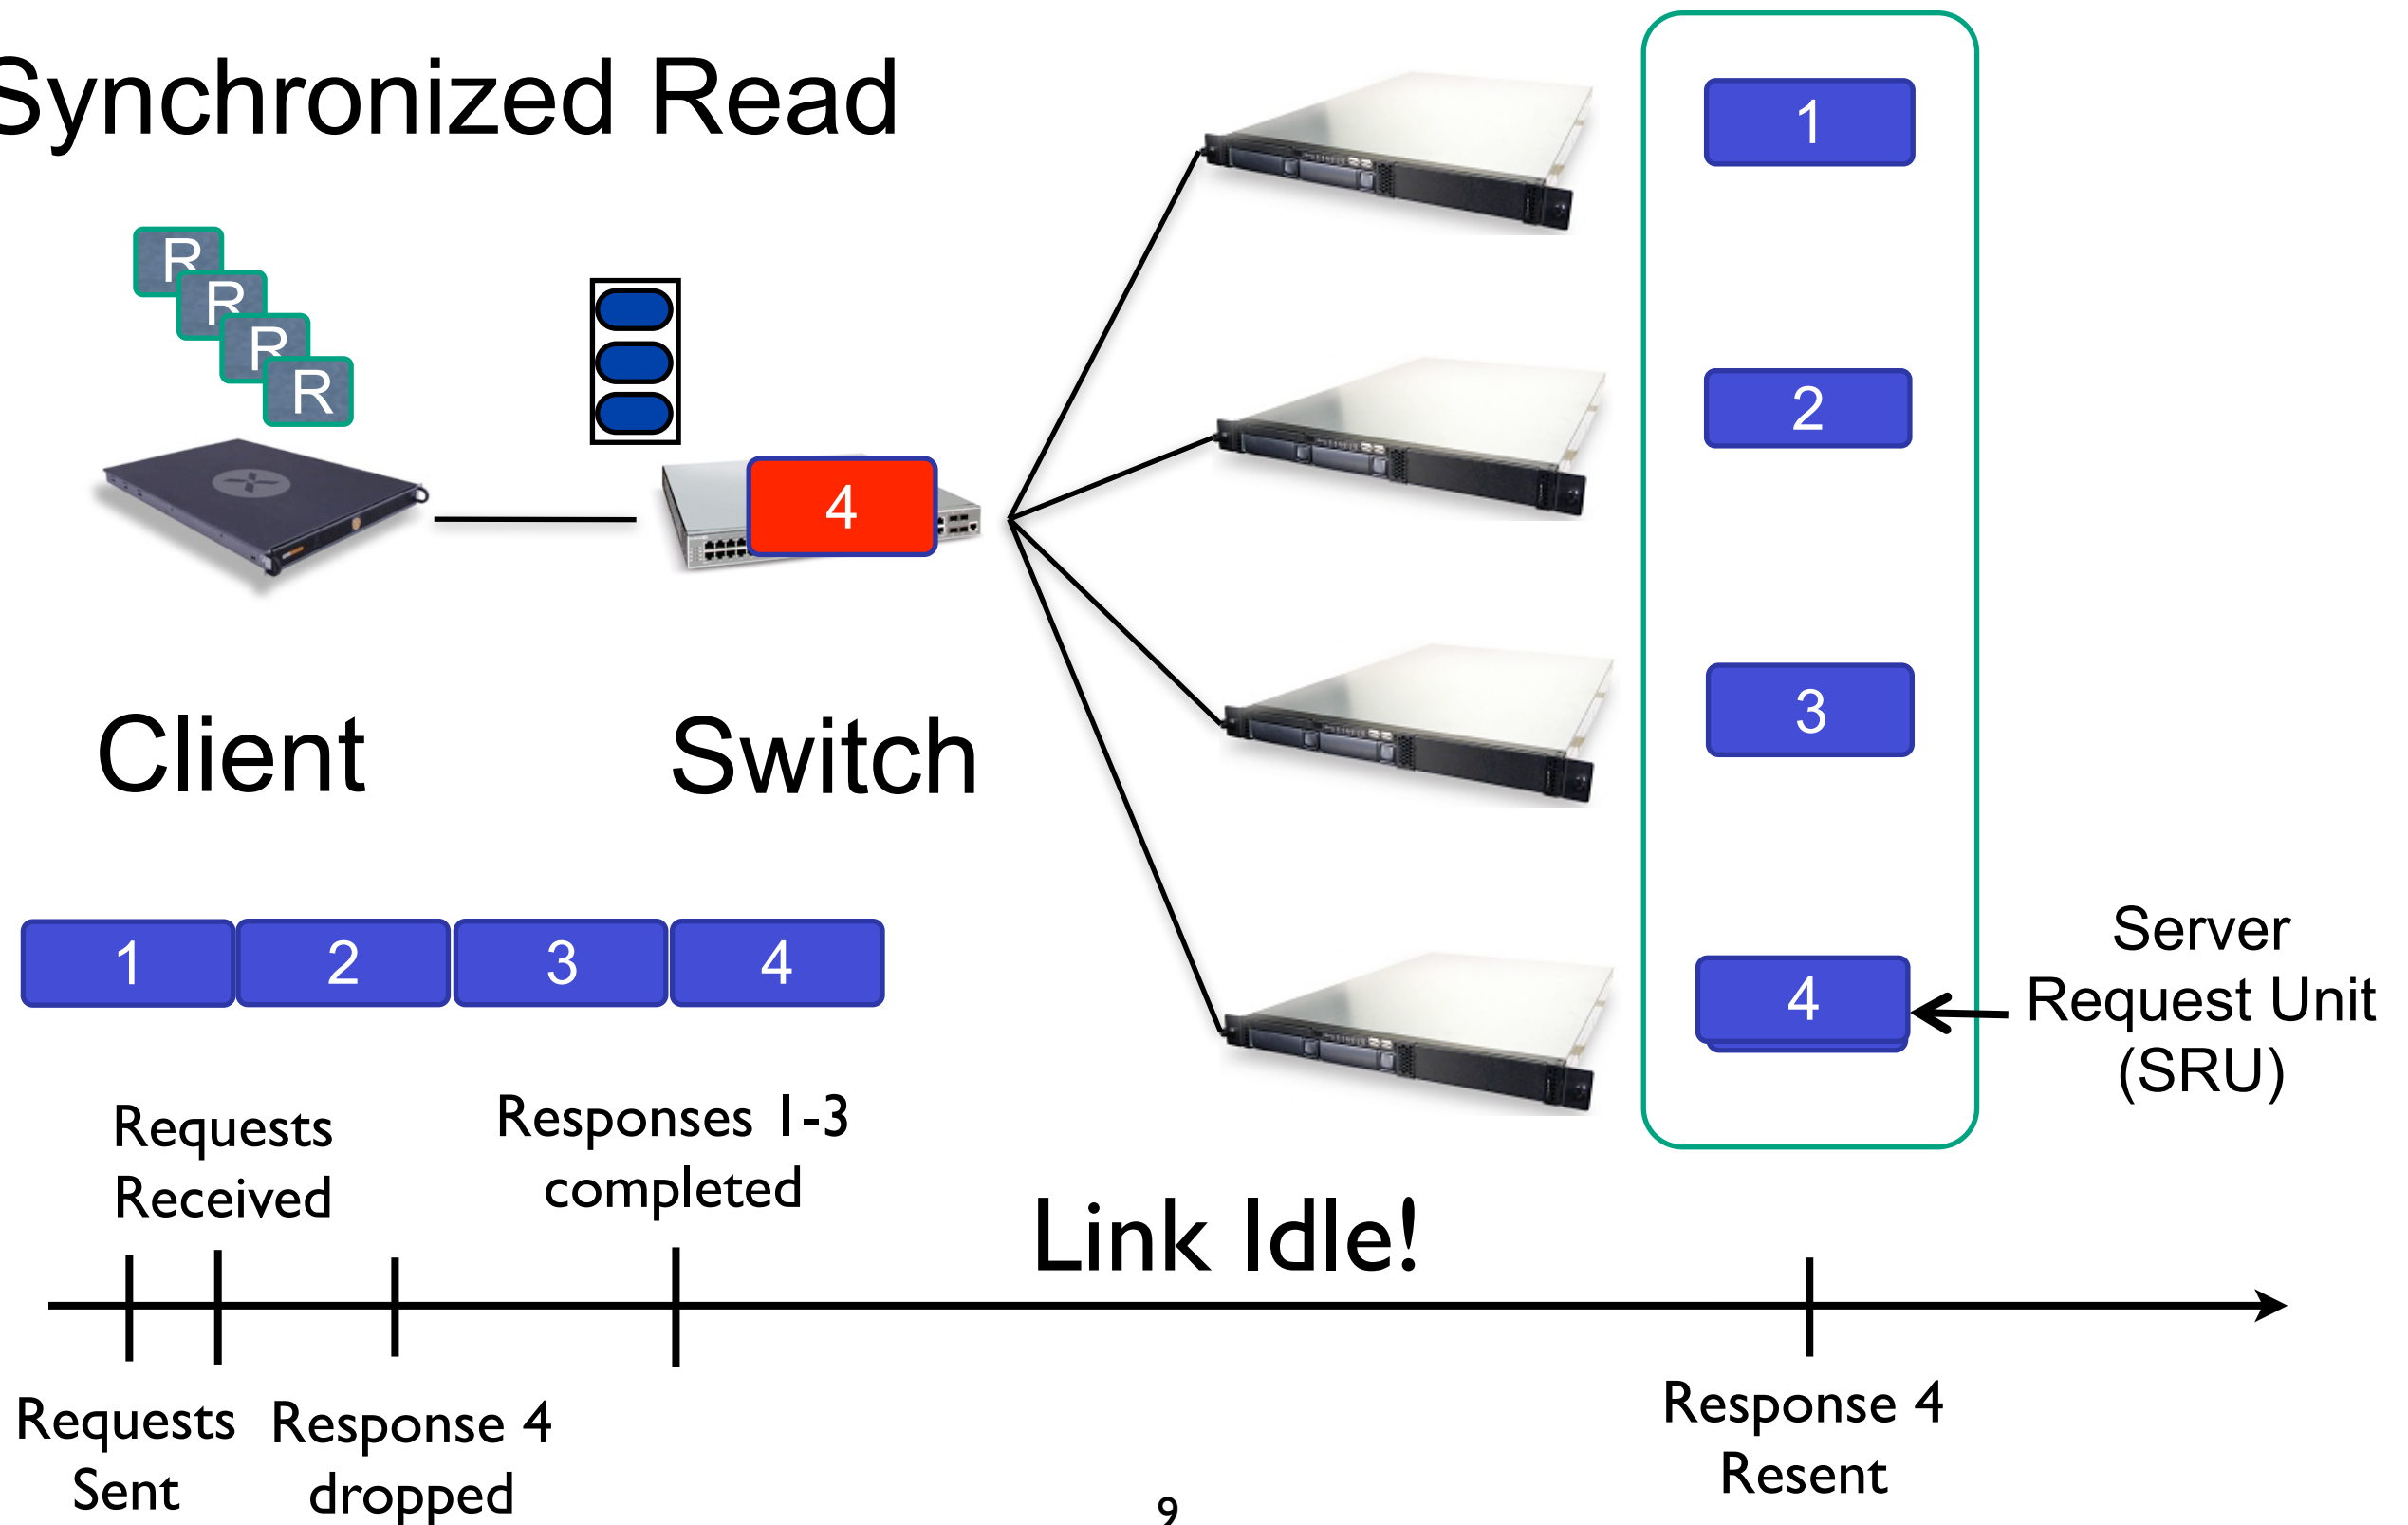 Synchronized Read
R
R
R
R
4
1
2
3
4
Client
Switch
1
2
3
4
Server
Request Unit
(SRU)
Requests
Received
Responses 1-3
completed
Link Idle!
Requests
Sent
Response 4
dropped
Response 4
Resent
9